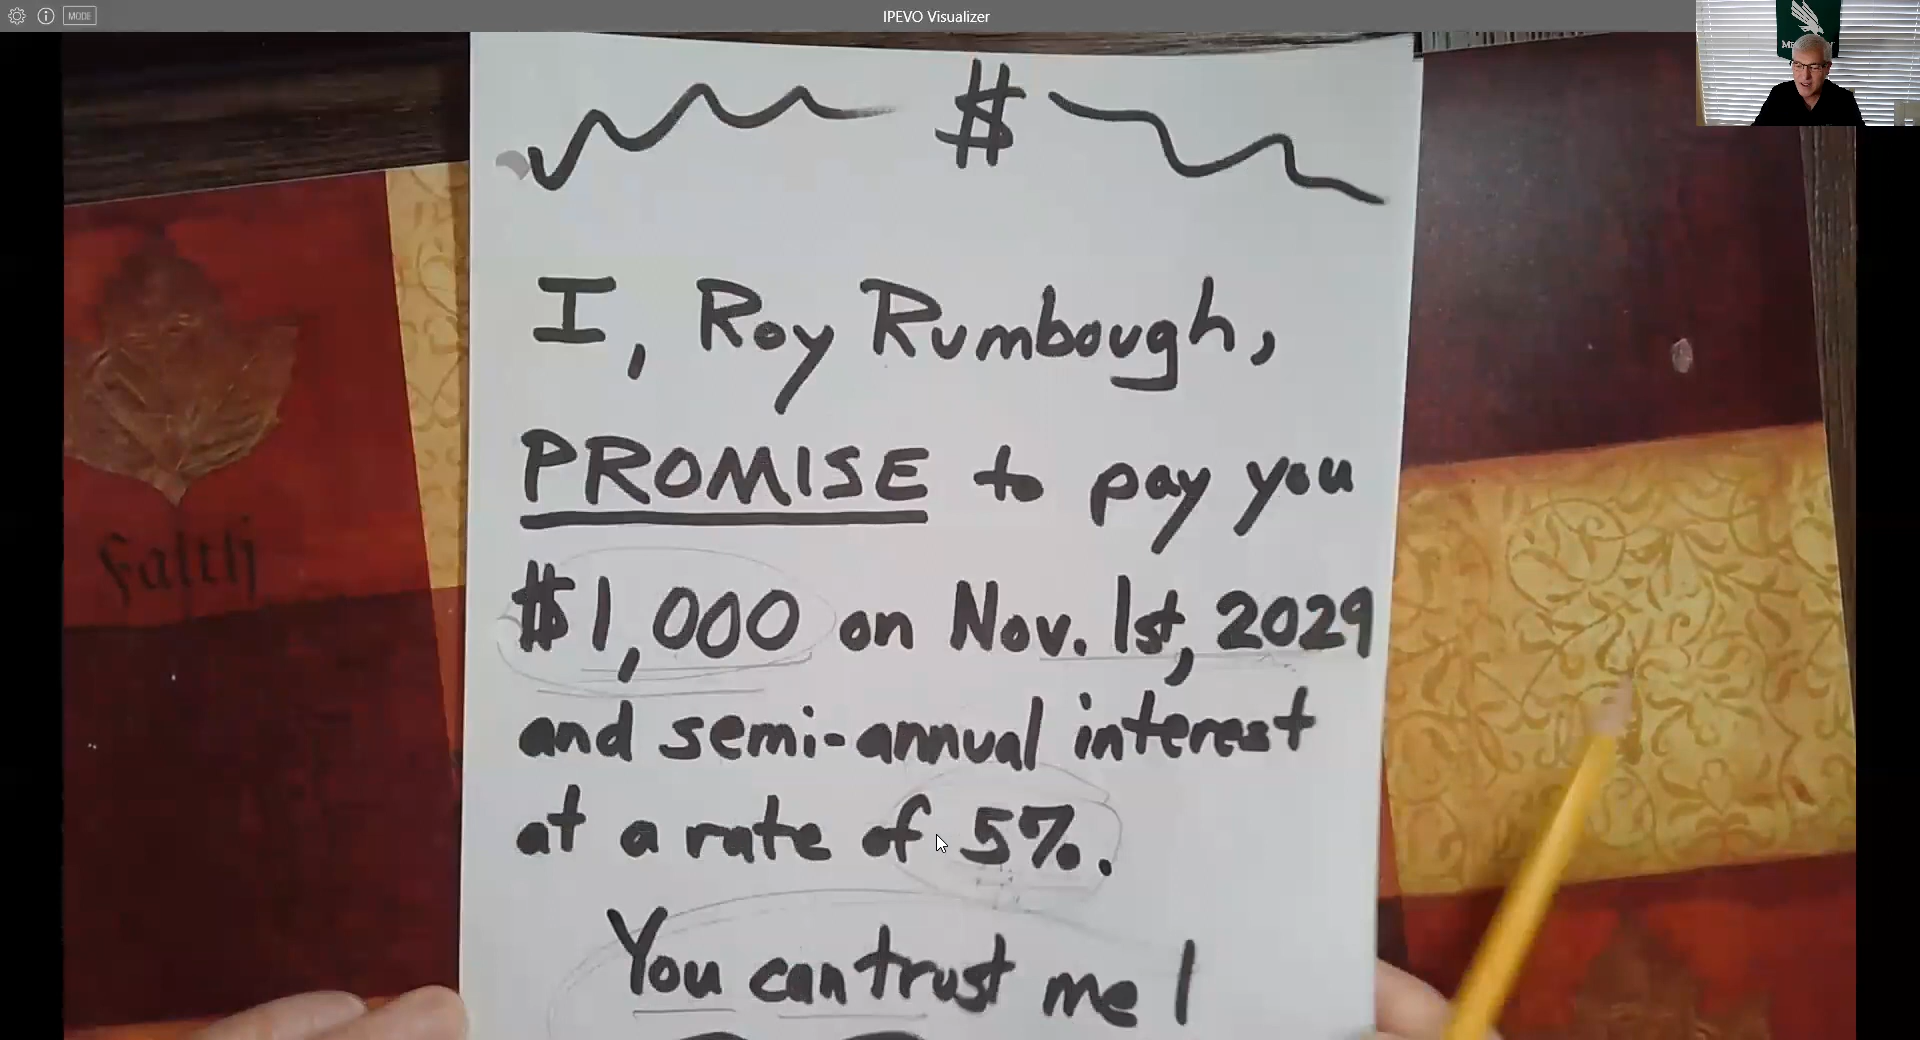 MODE
IPEVO Visualizer
$
I, Roy Rumbough,
PROMISE to pay you
$1,000 on Nov. 1st, 2029
and semi-annual interest
at a rate of 5%.
You can trust me!
Faith